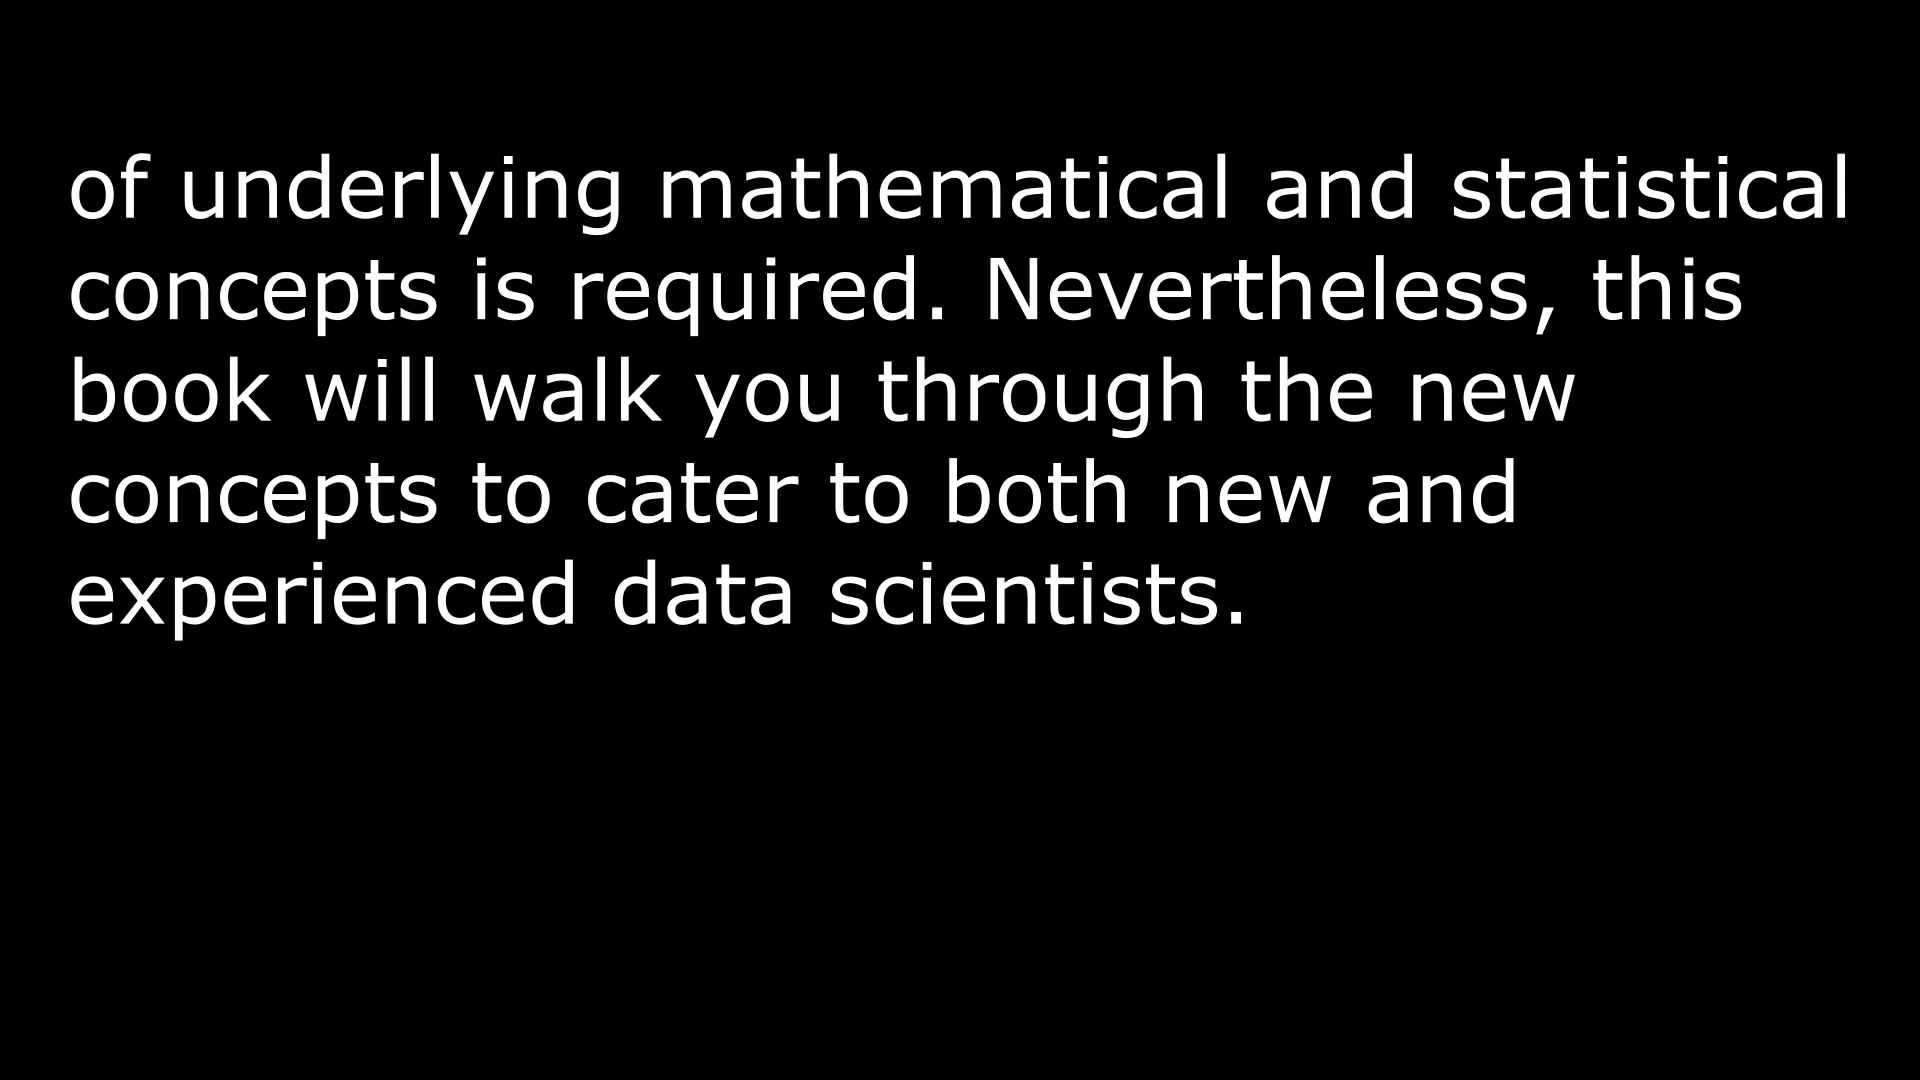 of underlying mathematical and statistical
concepts is required. Nevertheless, this
book will walk you through the new
concepts to cater to both new and
experienced data scientists.